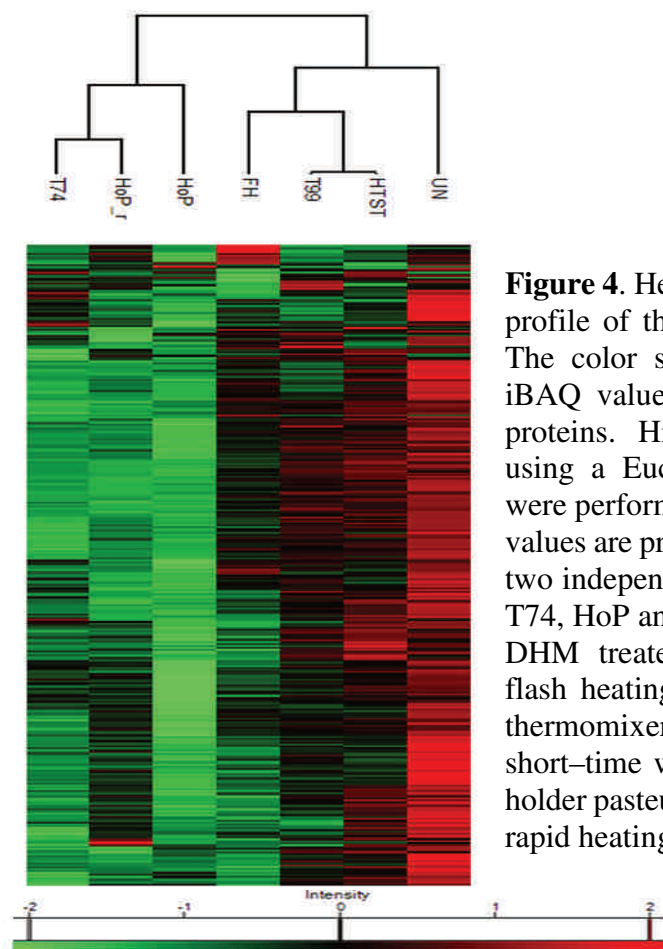 T74 HoP_r HoP FH T99 HTST UN
Figure 4. He
profile of th
The color s
iBAQ value
proteins. Hi
using a Euc
were perform
values are pr
two indepen
T74, HoP an
DHM treate
flash heating
thermomixer
short–time w
holder pasteu
rapid heating
Intensity
-2 -1 0 1 2